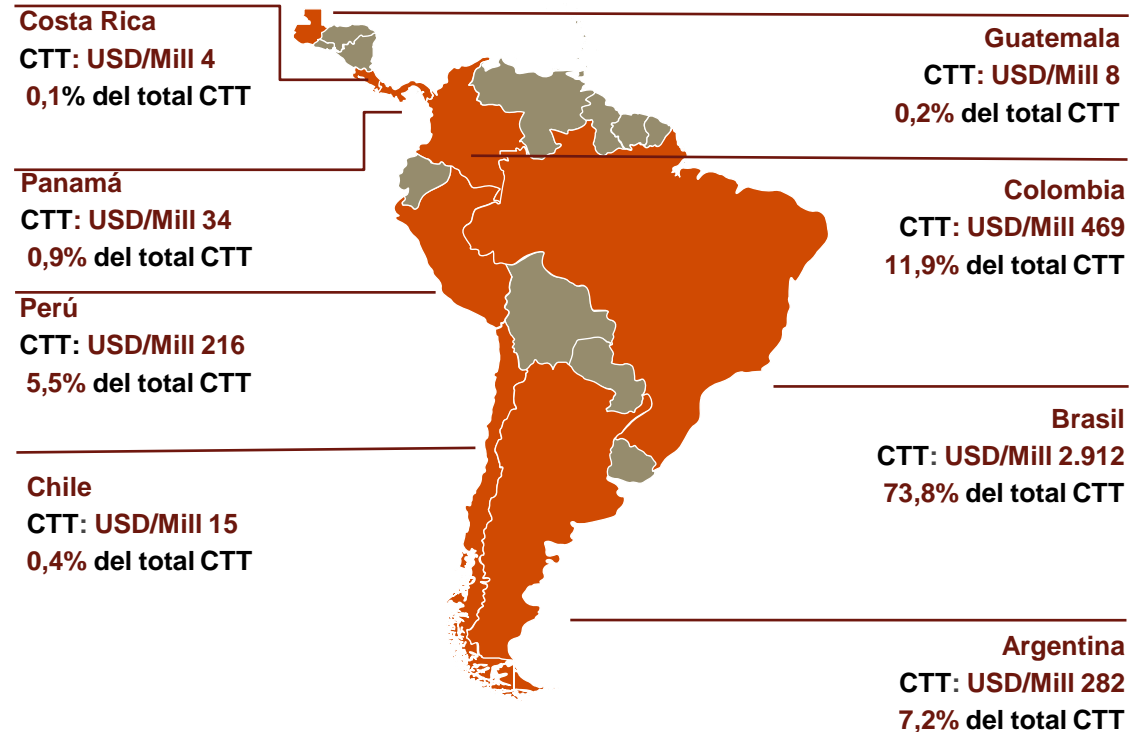 Costa Rica
CTT: USD/Mill 4
0,1% del total CTT
Panamá
CTT: USD/Mill 34
0,9% del total CTT
Perú
CTT: USD/Mill 216
5,5% del total CTT
Chile
CTT: USD/Mill 15
0,4% del total CTT
Guatemala
CTT: USD/Mill 8
0,2% del total CTT
Colombia
CTT: USD/Mill 469
11,9% del total CTT
Brasil
CTT: USD/Mill 2.912
73,8% del total CTT
Argentina
CTT: USD/Mill 282
7,2% del total CTT